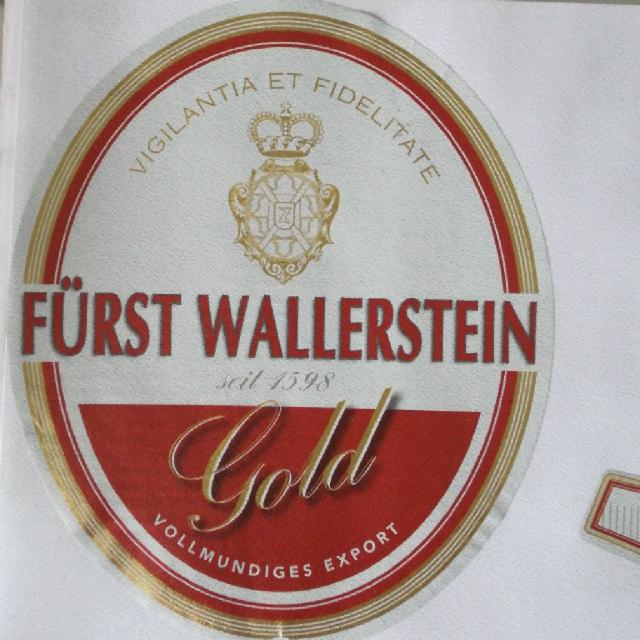 VIGILANTIA ET FIDELITATE
FÜRST WALLERSTEIN
seit 1598
Gold
VOLLMUNDIGES EXPORT